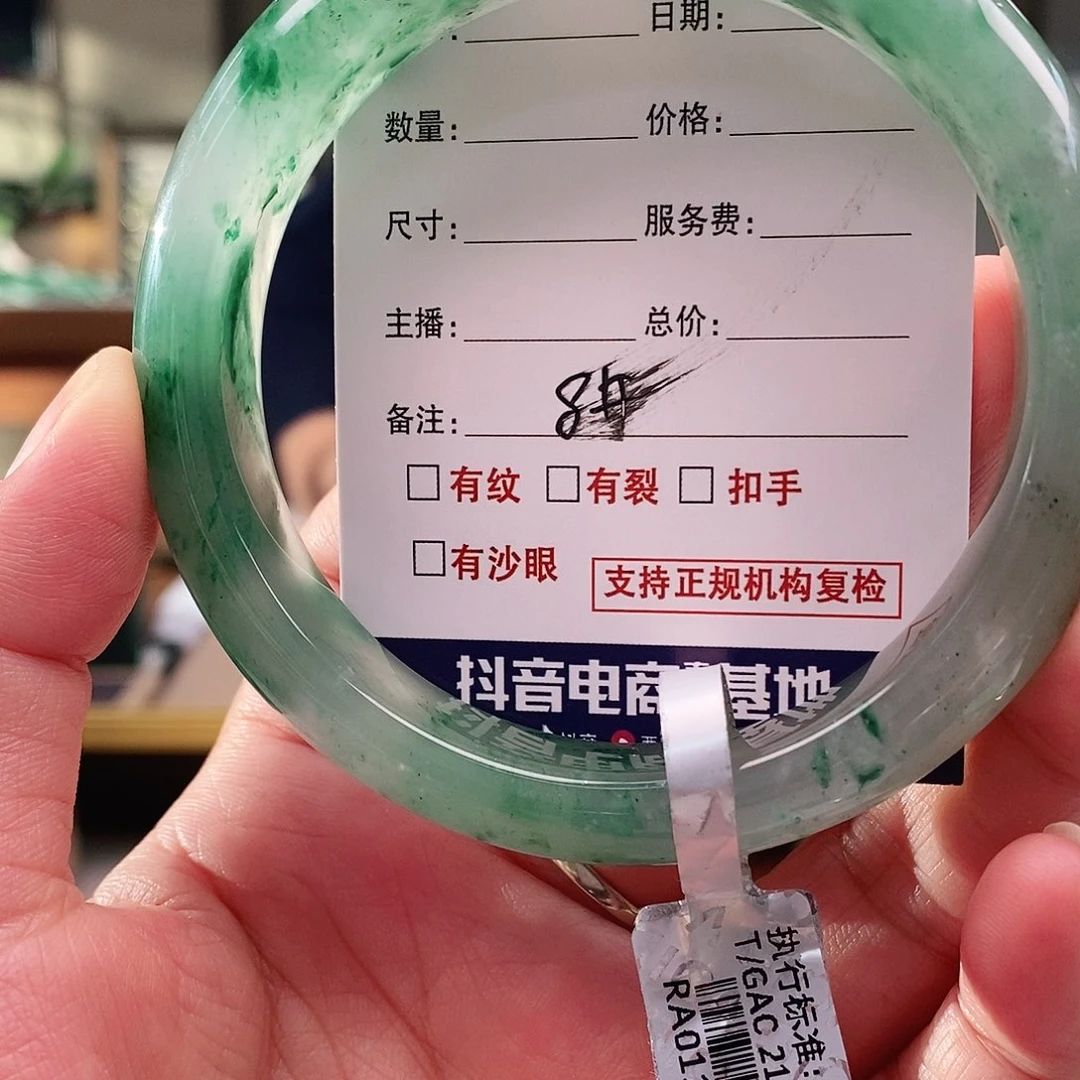 日期:
数量: 价格:
尺寸: 服务费:
主播: 总价:
备注:
有纹 有裂 扣手
有沙眼
支持正规机构复检
抖音电商 基地
执行标准:
T/GAC 21
RA01